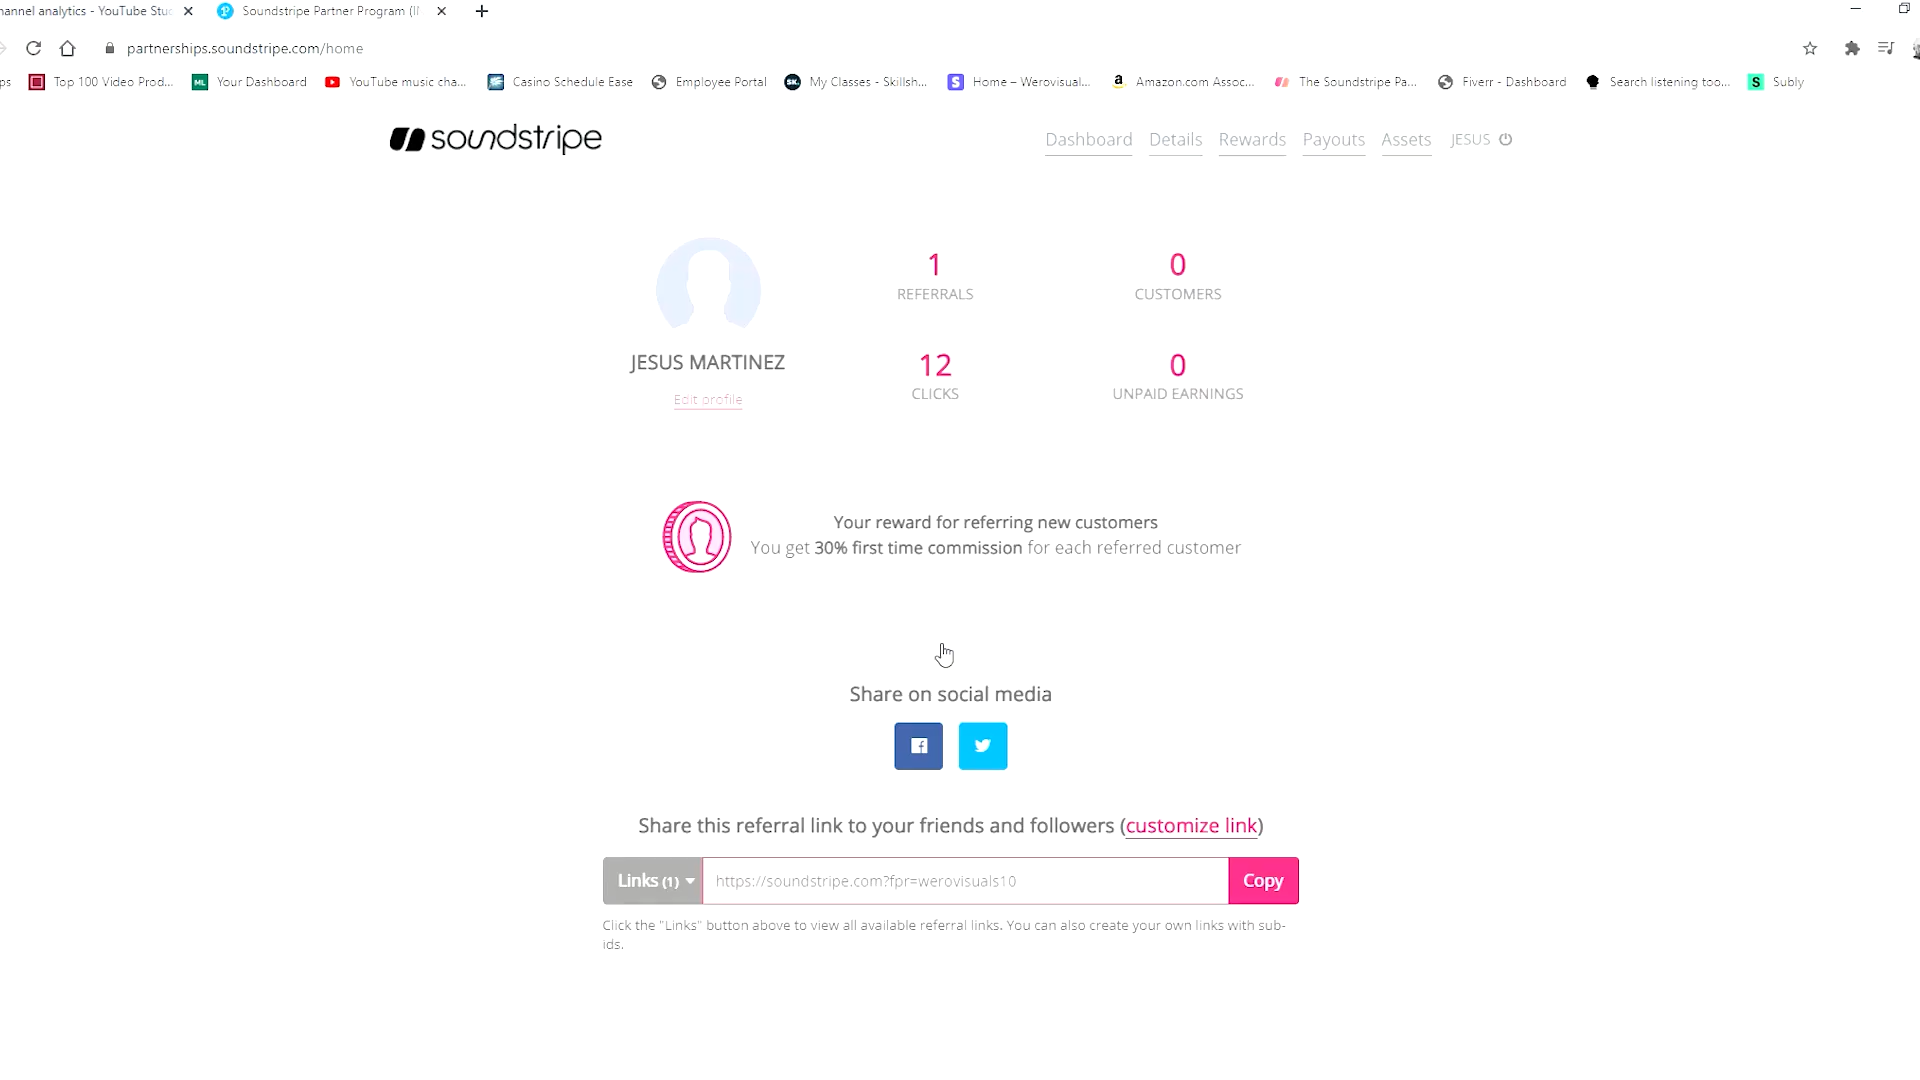 hannel analytics - YouTube Stu
Soundstripe Partner Program (I
partnerships.soundstripe.com/home
ps
Top 100 Video Prod...
ML
Your Dashboard
YouTube music cha...
Casino Schedule Ease
Employee Portal
SK.
My Classes - Skillsh...
S
Home – Werovisual...
a
Amazon.com Assoc...
The Soundstripe Pa...
Fiverr - Dashboard
Search listening too...
S
Subly
soundstripe
Dashboard
Details
Rewards
Payouts
Assets
JESUS
1
REFERRALS
0
CUSTOMERS
JESUS MARTINEZ
Edit profile
12
CLICKS
0
UNPAID EARNINGS
Your reward for referring new customers
You get 30% first time commission for each referred customer
Share on social media
Share this referral link to your friends and followers (customize link)
Links (1)
https://soundstripe.com?fpr=werovisuals10
Copy
Click the "Links" button above to view all available referral links. You can also create your own links with sub-
ids.